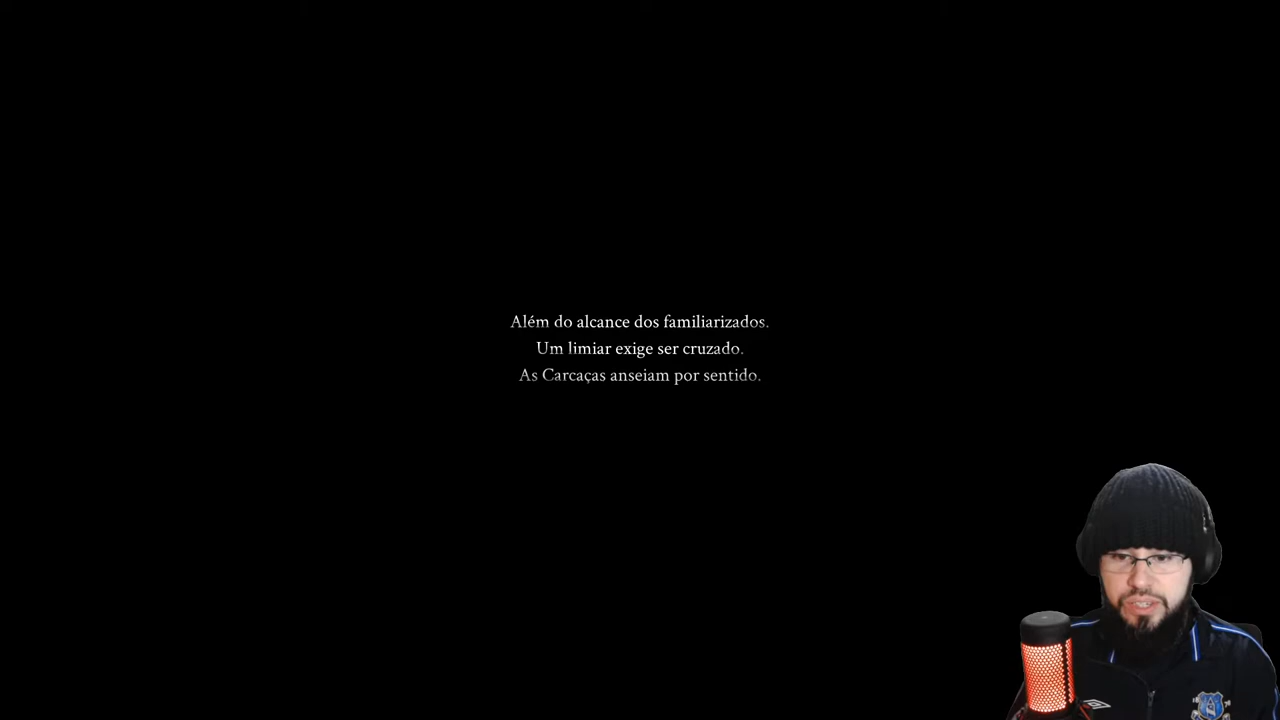 Além do alcance dos familiarizados.
Um limiar exige ser cruzado.
As Carcaças anseiam por sentido.